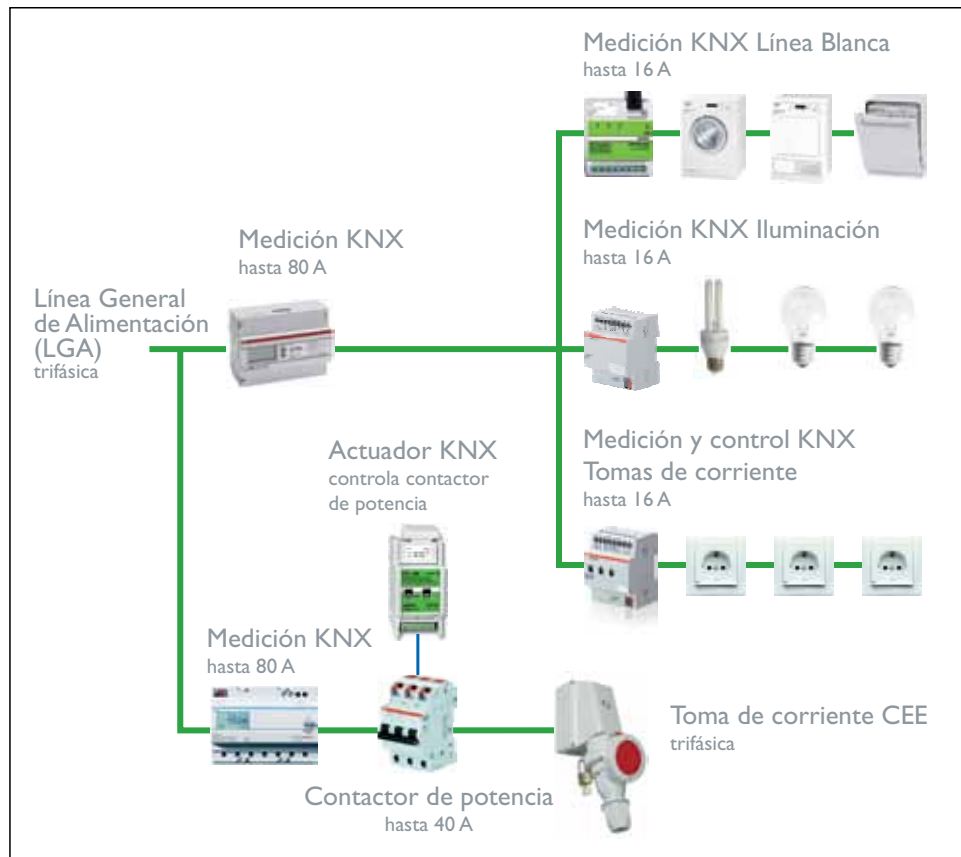 Medición KNX Línea Blanca
hasta 16 A
Medición KNX
hasta 80 A
Medición KNX Iluminación
hasta 16 A
Línea General
de Alimentación
(LGA)
trifásica
Actuador KNX
controla contactor
de potencia
Medición y control KNX
Tomas de corriente
hasta 16 A
Medición KNX
hasta 80 A
Toma de corriente CEE
trifásica
Contactor de potencia
hasta 40 A